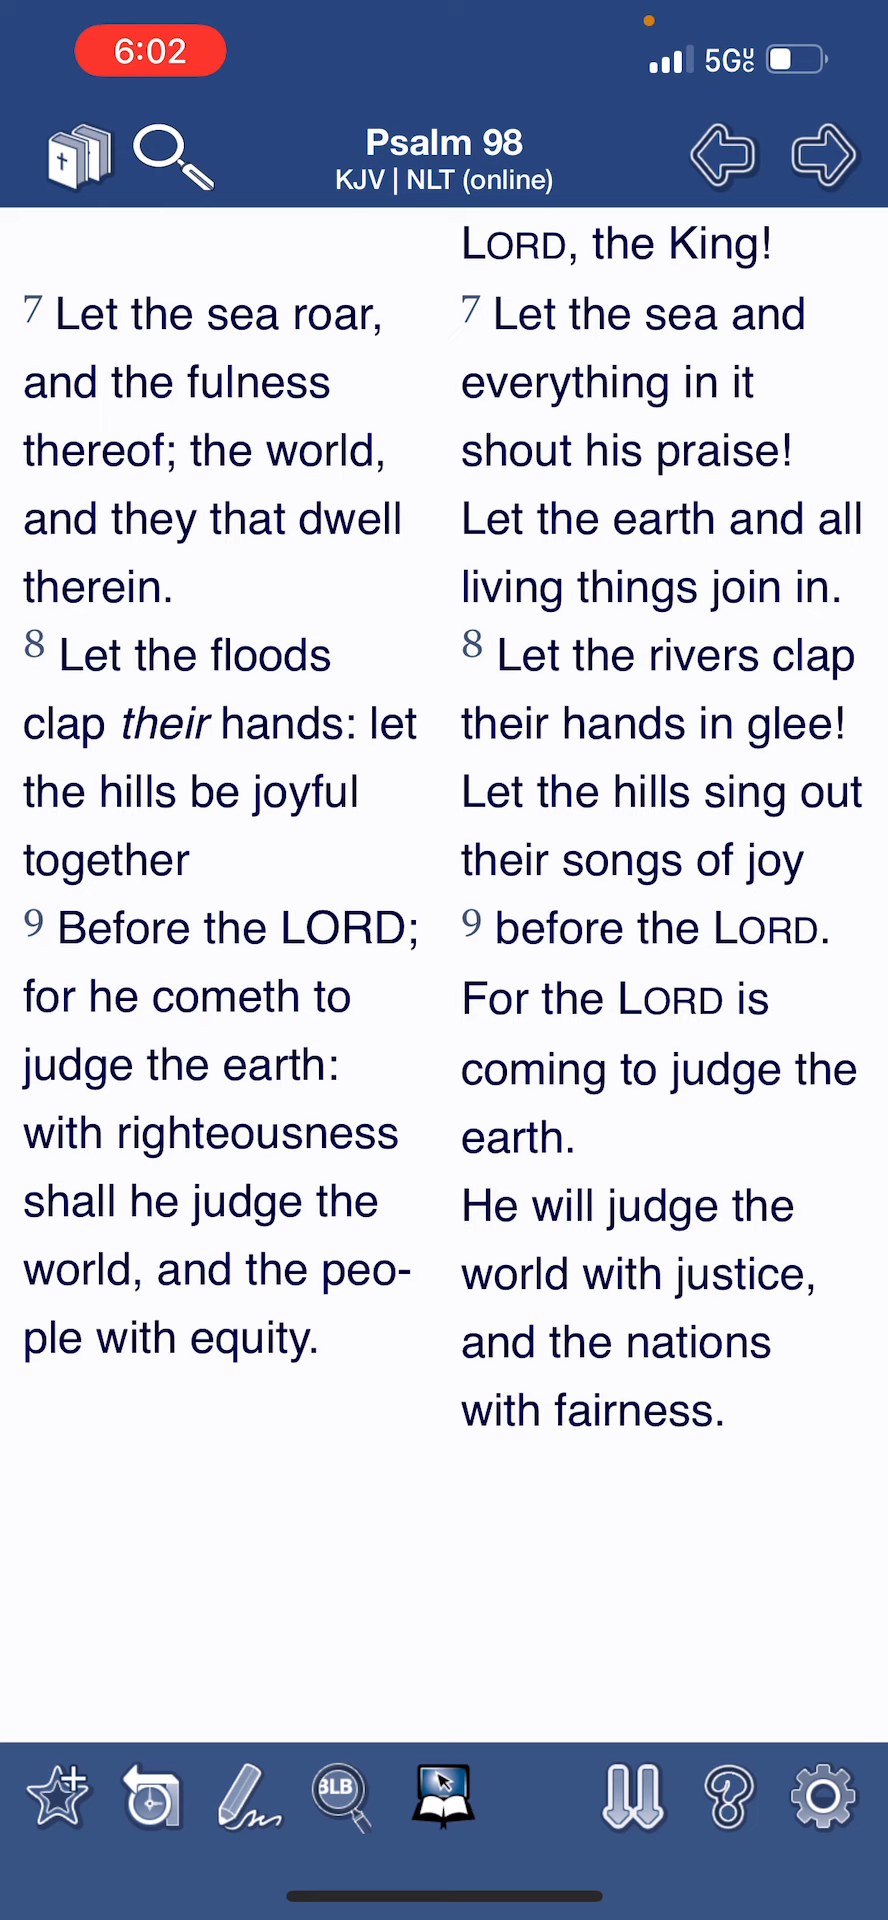 6:02
5GUC
Psalm 98
KJV | NLT (online)
LORD, the King!
7 Let the sea roar,
and the fulness
thereof; the world,
and they that dwell
therein.
8 Let the floods
clap their hands: let
the hills be joyful
together
9 Before the LORD;
for he cometh to
judge the earth:
with righteousness
shall he judge the
world, and the peo-
ple with equity.
7 Let the sea and
everything in it
shout his praise!
Let the earth and all
living things join in.
8 Let the rivers clap
their hands in glee!
Let the hills sing out
their songs of joy
9 before the LORD.
For the LORD is
coming to judge the
earth.
He will judge the
world with justice,
and the nations
with fairness.
BLB